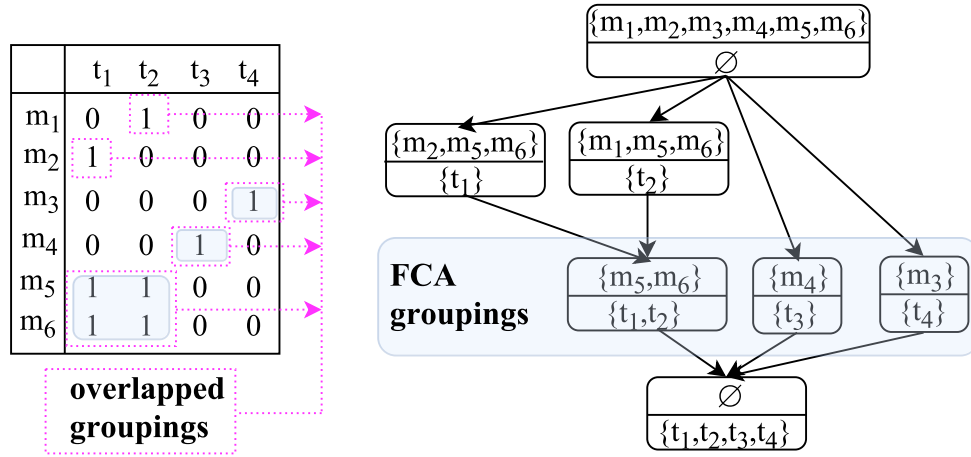 t₁ t₂ t₃ t₄
m₁ 0 1 0 0
m₂ 1 0 0 0
m₃ 0 0 0 1
m₄ 0 0 1 0
m₅ 1 1 0 0
m₆ 1 1 0 0
overlapped
groupings
{m₁,m₂,m₃,m₄,m₅,m₆}
∅
{m₂,m₅,m₆}
{t₁}
{m₁,m₅,m₆}
{t₂}
FCA
groupings
{m₅,m₆}
{t₁,t₂}
{m₄}
{t₃}
{m₃}
{t₄}
∅
{t₁,t₂,t₃,t₄}